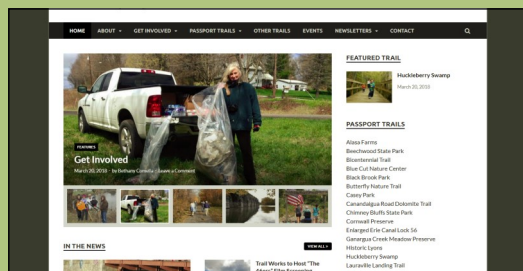 HOME ABOUT GET INVOLVED PASSPORT TRAILS OTHER TRAILS EVENTS NEWSLETTERS CONTACT
FEATURES
Get Involved
March 20, 2018 · by Bethany Comella / Leave a Comment
IN THE NEWS
VIEW ALL
Trail Works to Host "The
FEATURED TRAIL
Huckleberry Swamp
March 20, 2018
PASSPORT TRAILS
Alasa Farms
Beechwood State Park
Bicentennial Trail
Blue Cut Nature Center
Black Brook Park
Butterfly Nature Trail
Casey Park
Canandaigua Road Dolomite Trail
Chimney Bluffs State Park
Cornwall Preserve
Enlarged Erie Canal Lock 56
Ganargua Creek Meadow Preserve
Historic Lyons
Huckleberry Swamp
Lauraville Landing Trail